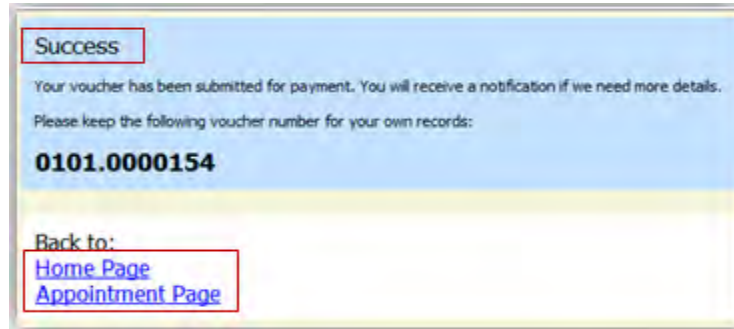 Success
Your voucher has been submitted for payment. You will receive a notification if we need more details.
Please keep the following voucher number for your own records:
0101.0000154
Back to:
Home Page
Appointment Page